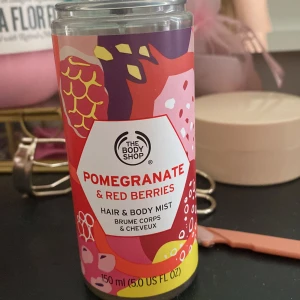 A FLOR E
THE
BODY
SHOP®
POMEGRANATE
& RED BERRIES
HAIR & BODY MIST
BRUME CORPS
& CHEVEUX
150 ml (5.0 US FL OZ)